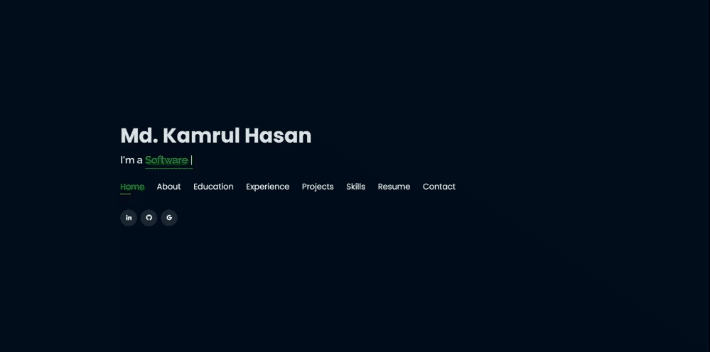 Md. Kamrul Hasan
I'm a Software |
Home About Education Experience Projects Skills Resume Contact